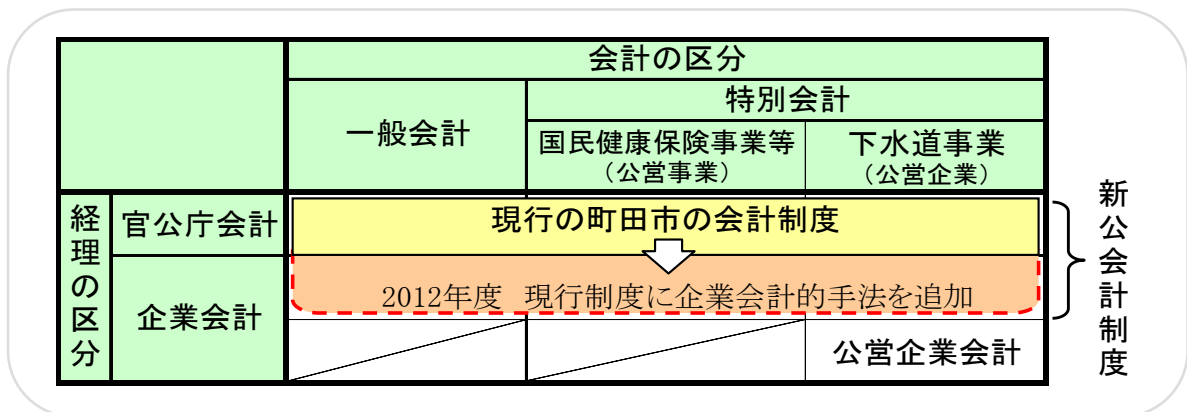 会計の区分
一般会計
特別会計
国民健康保険事業等
（公営事業）
下水道事業
（公営企業）
経理の区分
官公庁会計
現行の町田市の会計制度
企業会計
2012年度 現行制度に企業会計的手法を追加
公営企業会計
新公会計制度